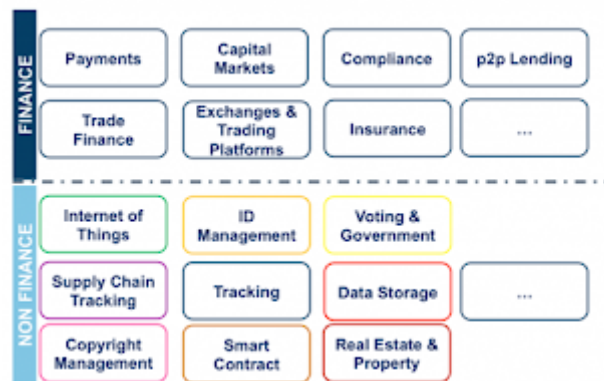 FINANCE
Payments
Capital
Markets
Compliance
p2p Lending
Trade
Finance
Exchanges &
Trading
Platforms
Insurance
...
NON FINANCE
Internet of
Things
ID
Management
Voting &
Government
Supply Chain
Tracking
Tracking
Data Storage
...
Copyright
Management
Smart
Contract
Real Estate &
Property